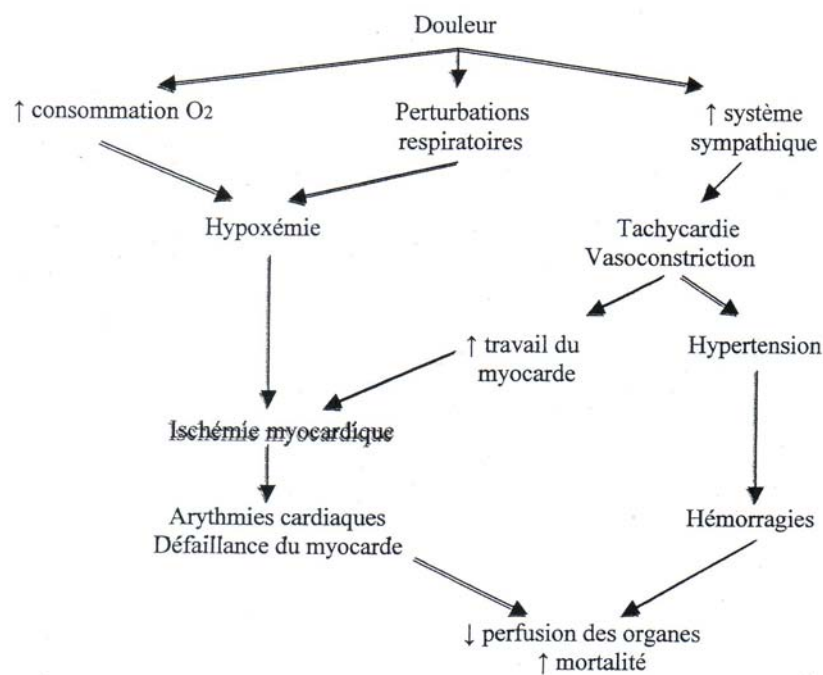 Douleur
↑ consommation O2
Perturbations
respiratoires
↑ système
sympathique
Hypoxémie
Tachycardie
Vasoconstriction
↑ travail du
myocarde
Hypertension
Ischémie myocardique
Arythmies cardiaques
Défaillance du myocarde
Hémorragies
↓ perfusion des organes
↑ mortalité